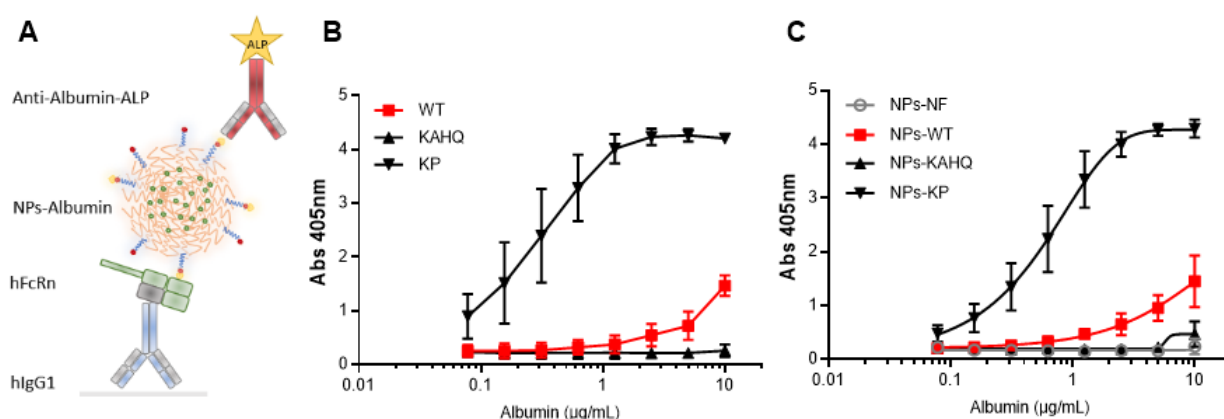 A
ALP
Anti-Albumin-ALP
NPs-Albumin
hFcRn
hIgG1
B
WT
KAHQ
KP
Abs 405nm
5
4
3
2
1
0
0.01
0.1
1
10
Albumin (µg/mL)
C
NPs-NF
NPs-WT
NPs-KAHQ
NPs-KP
Abs 405nm
5
4
3
2
1
0
0.01
0.1
1
10
Albumin (µg/mL)